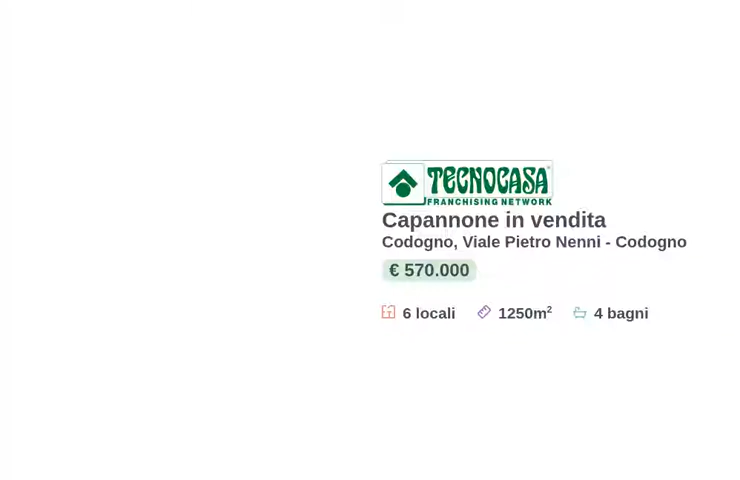 TECNOCASA
FRANCHISING NETWORK
Capannone in vendita
Codogno, Viale Pietro Nenni - Codogno
€ 570.000
6 locali 1250m² 4 bagni